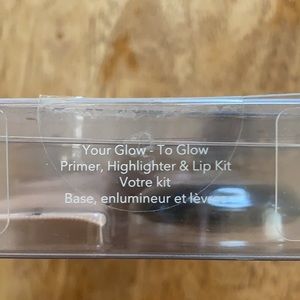 Your Glow - To Glow
Primer, Highlighter & Lip Kit
Votre kit
Base, enlumineur et lèvres